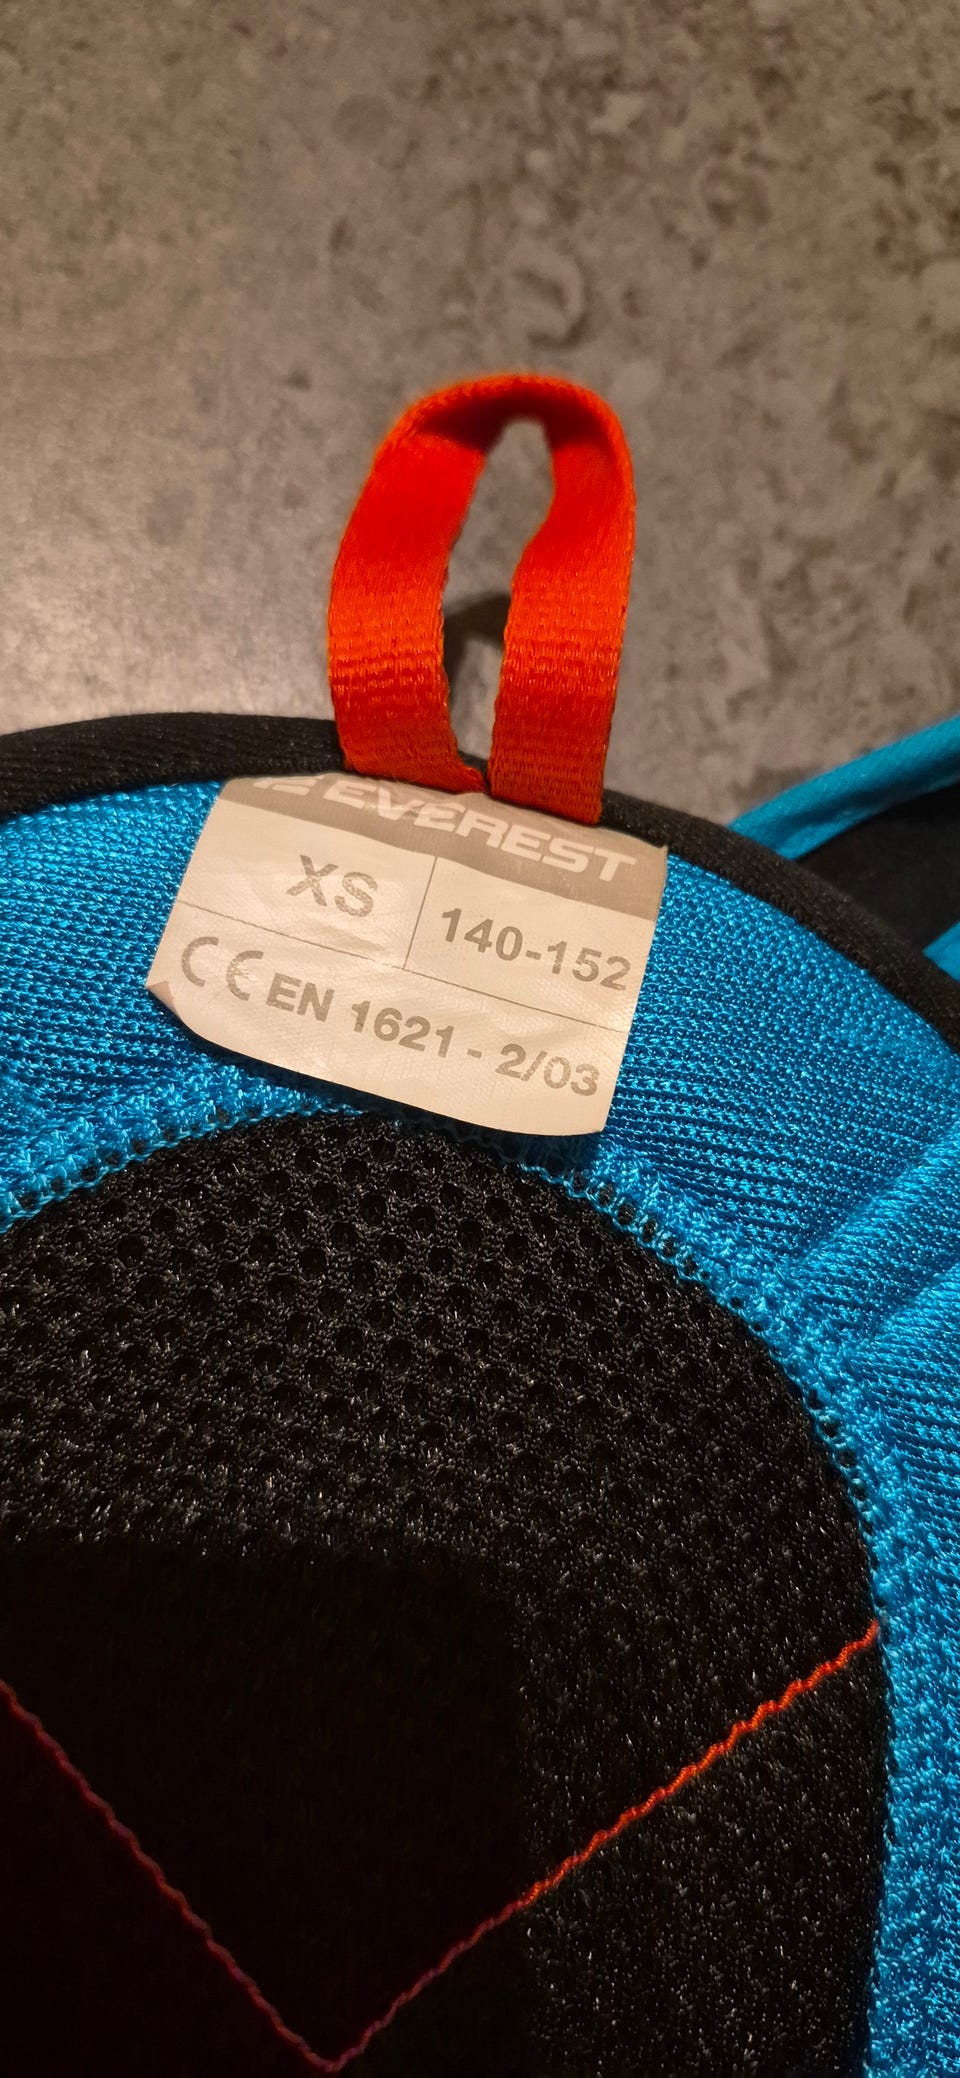 EVEREST
XS
140-152
CE EN 1621 - 2/03